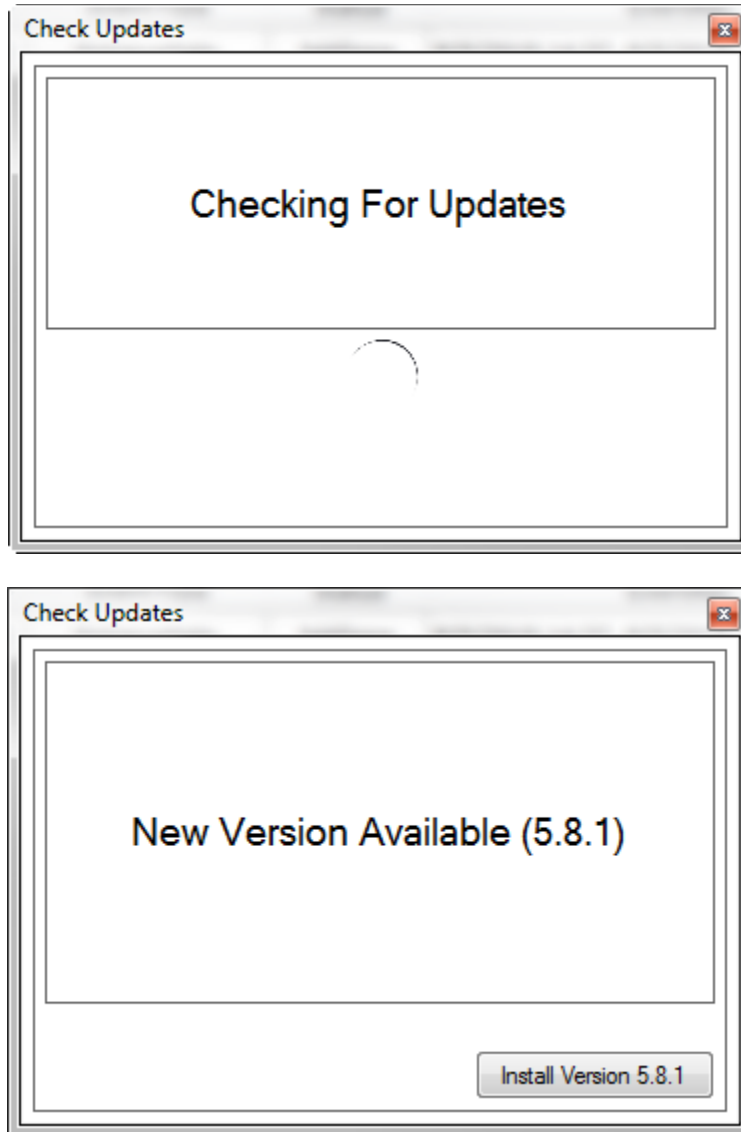 Check Updates
Checking For Updates
Check Updates
New Version Available (5.8.1)
Install Version 5.8.1